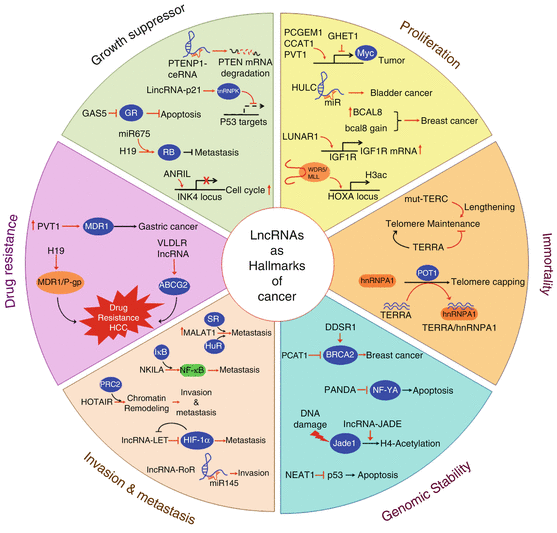 Growth suppressor
PTENP1-
ceRNA
PTEN mRNA
degradation
LincRNA-p21
hnRNPK
P53 targets
GAS5
GR
Apoptosis
miR675
H19
RB
Metastasis
ANRIL
INK4 locus
Cell cycle
Proliferation
PCGEM1
CCAT1
PVT1
GHET1
Myc
Tumor
HULC
miR
Bladder cancer
BCAL8
bcal8 gain
Breast cancer
LUNAR1
IGF1R
IGF1R mRNA
WDR5/
MLL
H3ac
HOXA locus
Drug resistance
PVT1
MDR1
Gastric cancer
H19
MDR1/P-gp
VLDLR
lncRNA
ABCG2
Drug
Resistance
HCC
LncRNAs
as
Hallmarks
of
cancer
Immortality
mut-TERC
Lengthening
Telomere Maintenance
TERRA
hnRNPA1
POT1
Telomere capping
TERRA
hnRNPA1
TERRA/hnRNPA1
Invasion & metastasis
SR
MALAT1
Metastasis
HuR
IκB
NKILA
NF-κB
Metastasis
PRC2
HOTAIR
Chromatin
Remodeling
Invasion
&
metastasis
lncRNA-LET
HIF-1α
Metastasis
lncRNA-RoR
miR145
Invasion
Genomic Stability
DDSR1
PCAT1
BRCA2
Breast cancer
PANDA
NF-YA
Apoptosis
DNA
damage
lncRNA-JADE
Jade1
H4-Acetylation
NEAT1
p53
Apoptosis